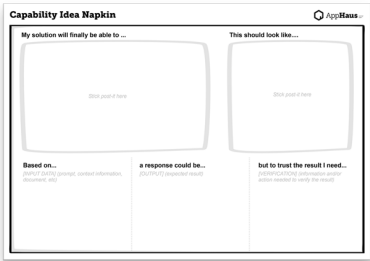 Capability Idea Napkin
AppHaus
My solution will finally be able to ...
This should look like....
Stick post-it here
Stick post-it here
Based on...
[INPUT DATA] (prompt, context information, document, etc)
a response could be...
[OUTPUT] (expected result)
but to trust the result I need...
[VERIFICATION] (information and/or action needed to verify the result)